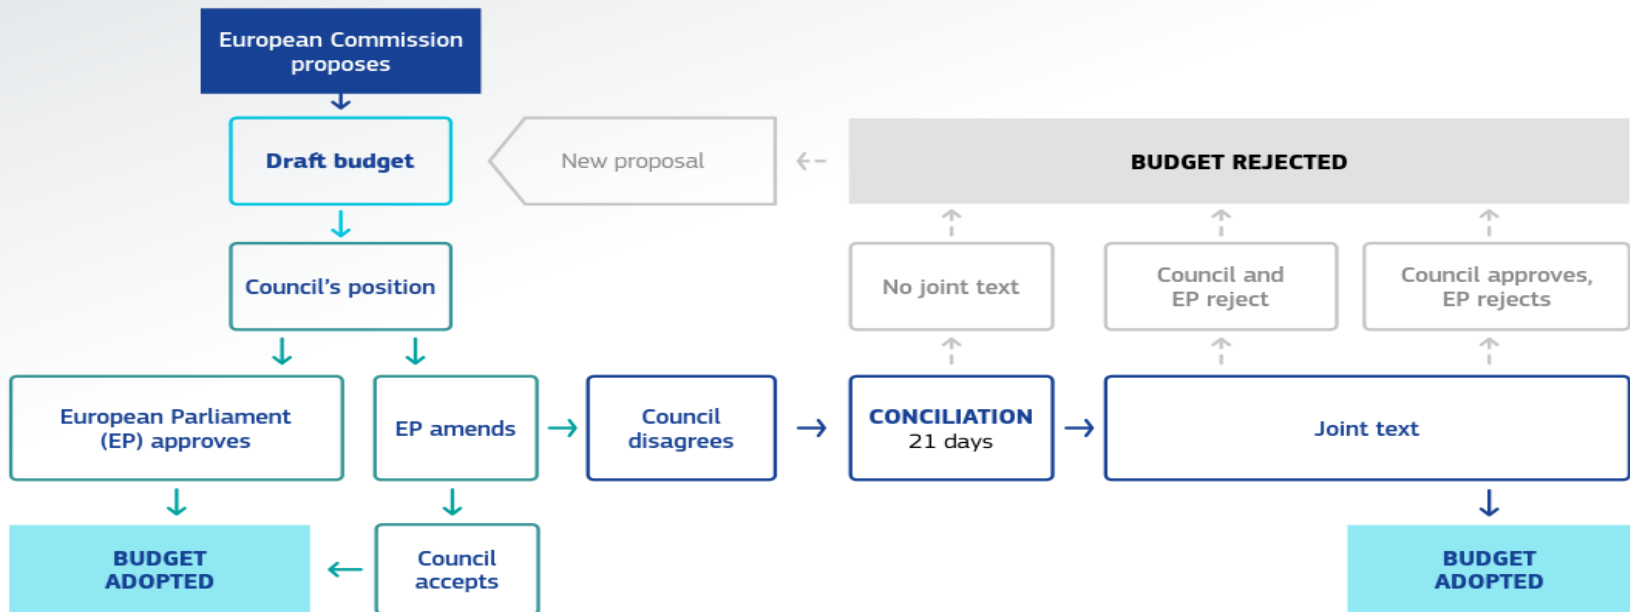 European Commission
proposes
Draft budget
New proposal
BUDGET REJECTED
Council's position
No joint text
Council and
EP reject
Council approves,
EP rejects
European Parliament
(EP) approves
EP amends
Council
disagrees
CONCILIATION
21 days
Joint text
BUDGET
ADOPTED
Council
accepts
BUDGET
ADOPTED